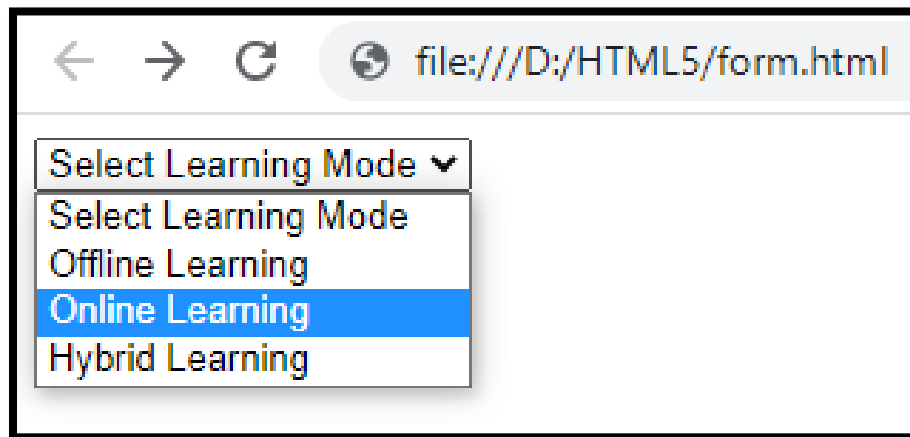 file:///D:/HTML5/form.html
Select Learning Mode
Select Learning Mode
Offline Learning
Online Learning
Hybrid Learning